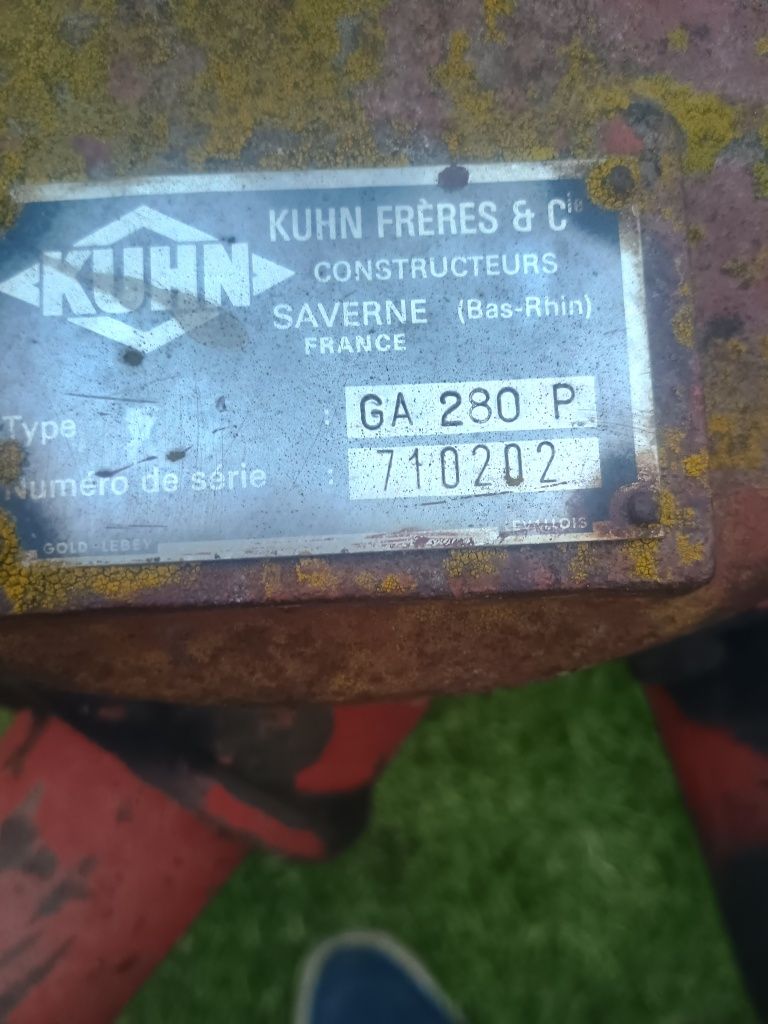 KUHN
KUHN FRÈRES & Cie
CONSTRUCTEURS
SAVERNE (Bas-Rhin)
FRANCE
Type : GA 280 P
Numéro de série : 710202
GOLD-LEBEY